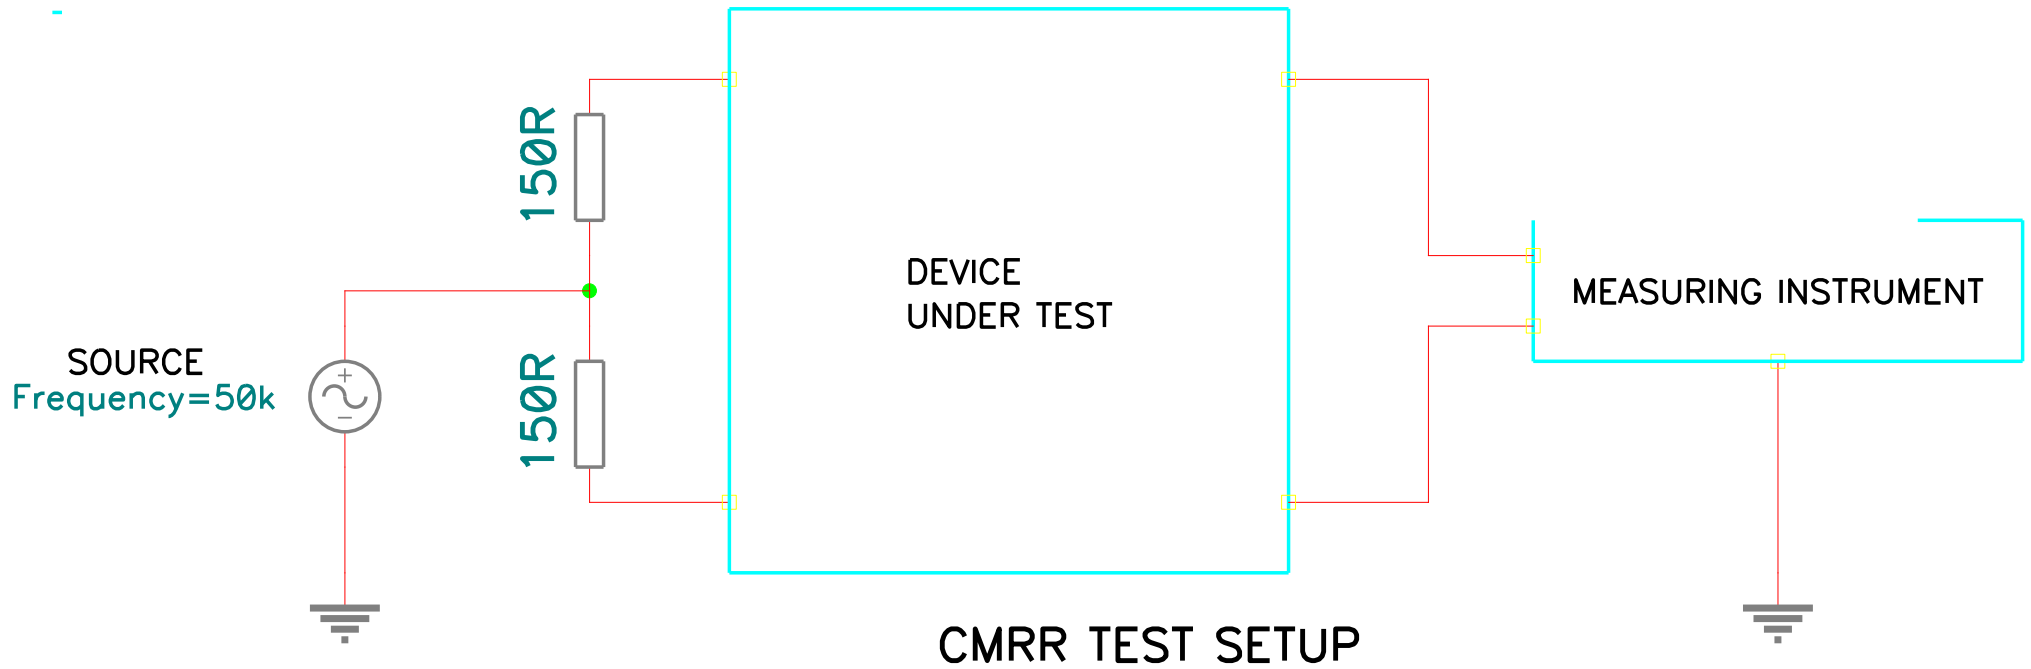 150R
DEVICE
UNDER TEST
MEASURING INSTRUMENT
SOURCE
Frequency=50k
150R
+
−
CMRR TEST SETUP